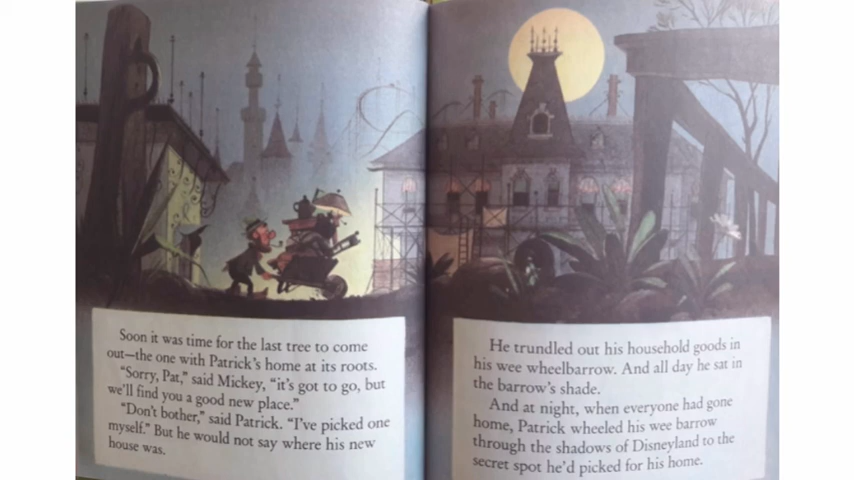 Soon it was time for the last tree to come
out—the one with Patrick's home at its roots.
"Sorry, Pat," said Mickey, "it's got to go, but
we'll find you a good new place."
"Don't bother," said Patrick. "I've picked one
myself." But he would not say where his new
house was.
He trundled out his household goods in
his wee wheelbarrow. And all day he sat in
the barrow's shade.
And at night, when everyone had gone
home, Patrick wheeled his wee barrow
through the shadows of Disneyland to the
secret spot he'd picked for his home.